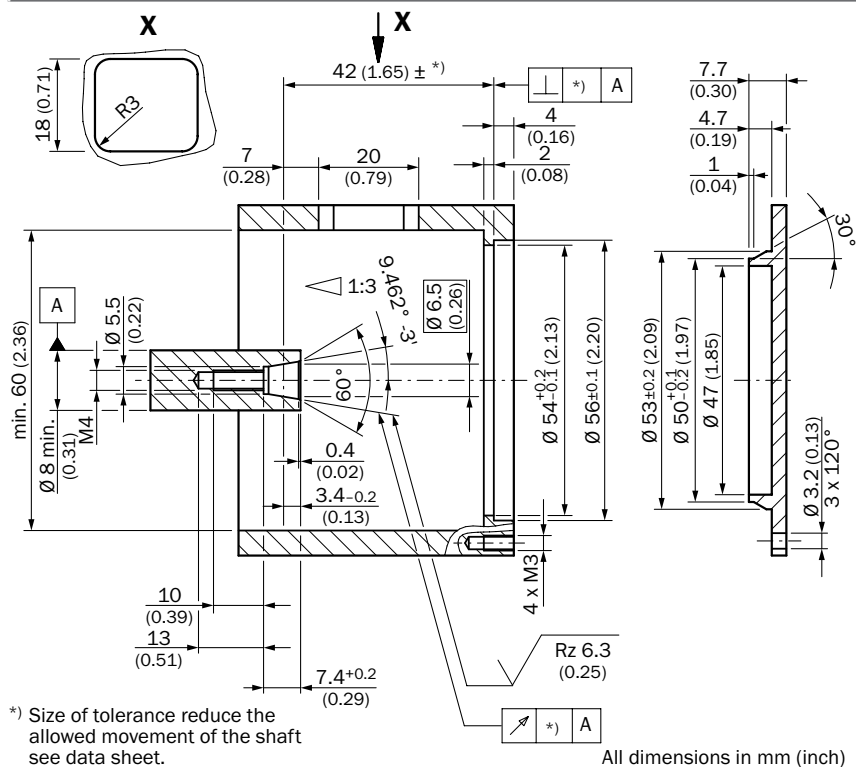 X
X
42 (1.65) ± *)
⊥ *) A
18 (0.71)
R3
7
(0.28)
20
(0.79)
4
(0.16)
2
(0.08)
7.7
(0.30)
4.7
(0.19)
1
(0.04)
30°
A
Ø 5.5
(0.22)
1:3
9.462° -3'
Ø 6.5
(0.26)
60°
min. 60 (2.36)
Ø 8 min.
(0.31)
M4
0.4
(0.02)
3.4-0.2
(0.13)
Ø 54+0.2-0.1 (2.13)
Ø 56±0.1 (2.20)
Ø 53±0.2 (2.09)
Ø 50+0.1-0.2 (1.97)
Ø 47 (1.85)
Ø 3.2 (0.13)
3 x 120°
4 x M3
10
(0.39)
13
(0.51)
7.4+0.2
(0.29)
Rz 6.3
(0.25)
*) A
*) Size of tolerance reduce the
allowed movement of the shaft
see data sheet.
All dimensions in mm (inch)